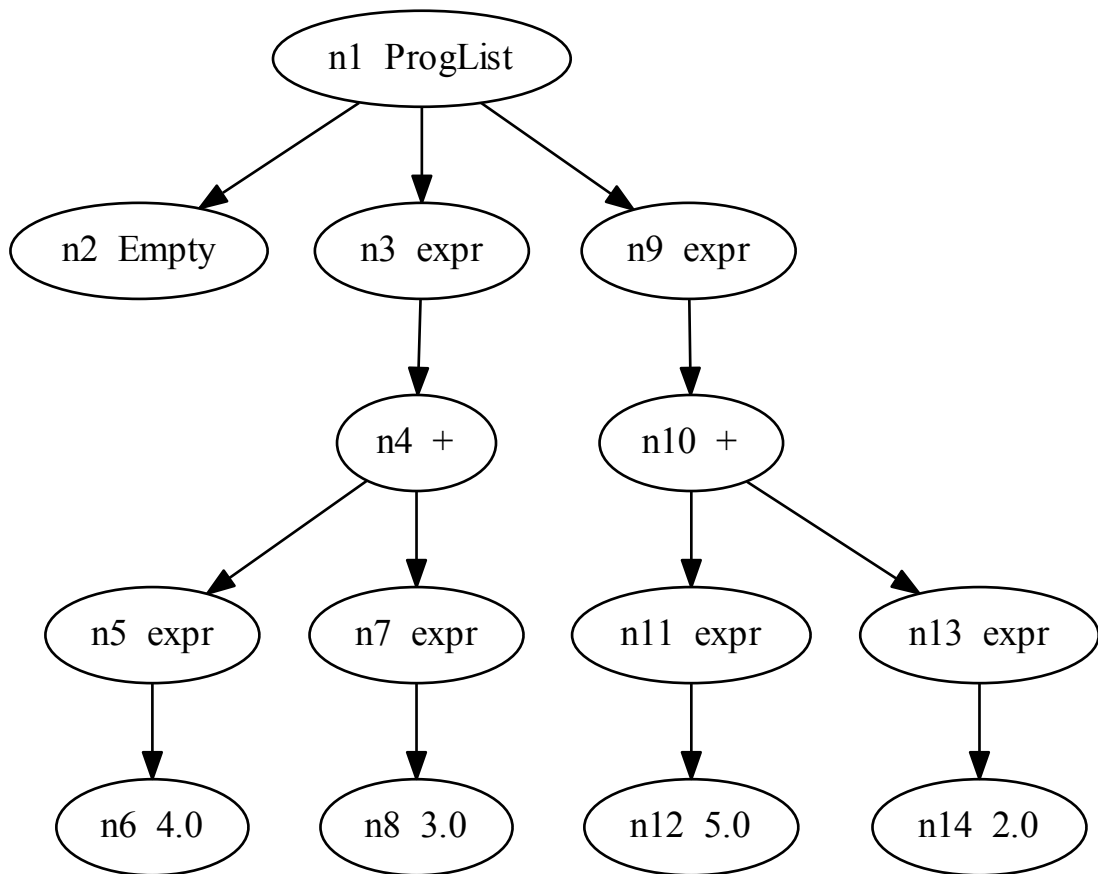 n1 ProgList
n2 Empty
n3 expr
n9 expr
n4 +
n10 +
n5 expr
n7 expr
n11 expr
n13 expr
n6 4.0
n8 3.0
n12 5.0
n14 2.0